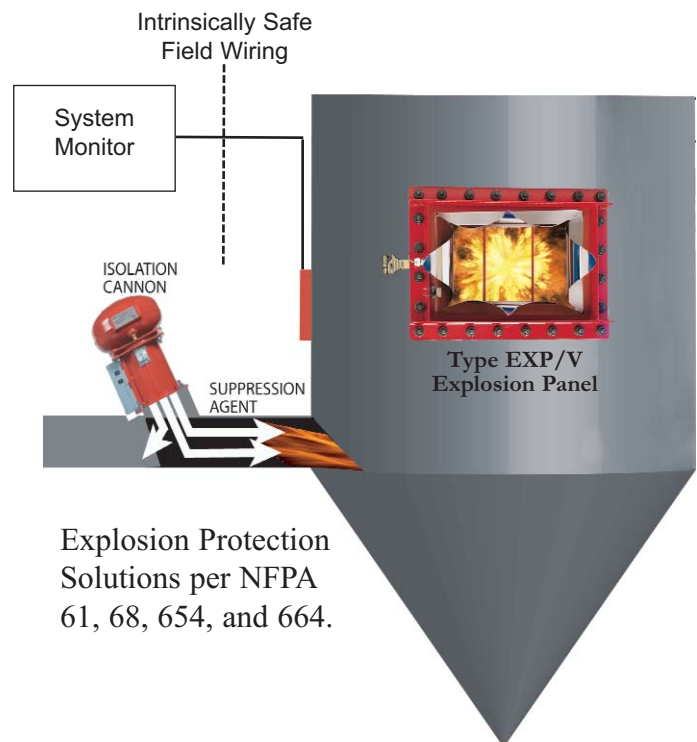 Intrinsically Safe
Field Wiring
System
Monitor
ISOLATION
CANNON
SUPPRESSION
AGENT
Type EXP/V
Explosion Panel
Explosion Protection
Solutions per NFPA
61, 68, 654, and 664.